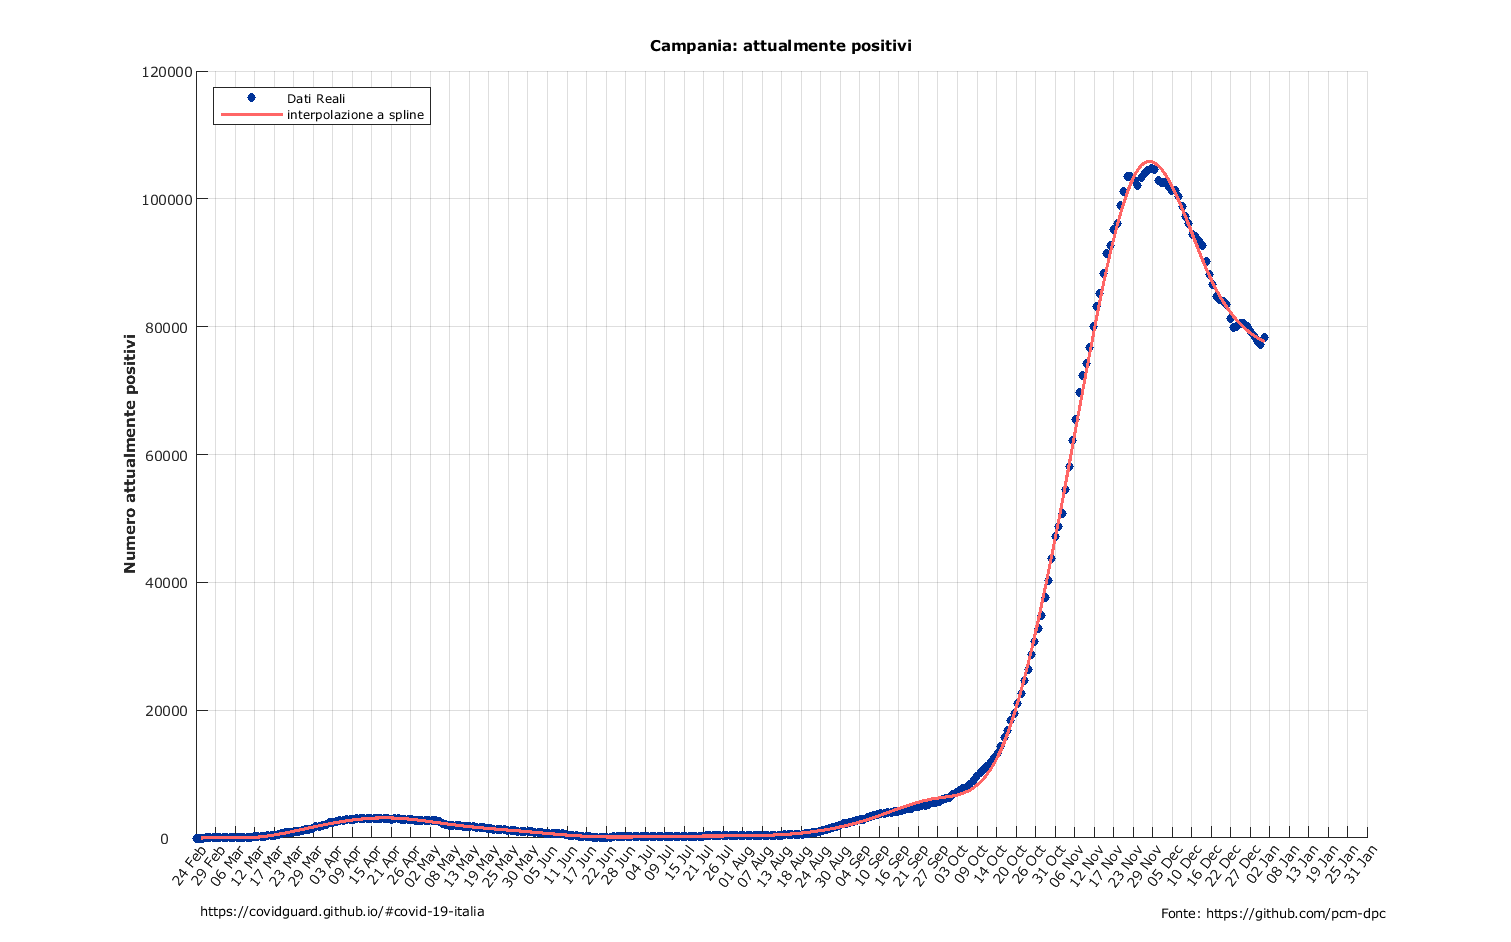 Campania: attualmente positivi
120000
100000
80000
60000
40000
20000
0
Numero attualmente positivi
Dati Reali
interpolazione a spline
24 Feb
29 Feb
06 Mar
12 Mar
17 Mar
23 Mar
29 Mar
03 Apr
09 Apr
15 Apr
21 Apr
26 Apr
02 May
08 May
13 May
19 May
25 May
30 May
05 Jun
11 Jun
17 Jun
22 Jun
28 Jun
04 Jul
09 Jul
15 Jul
21 Jul
26 Jul
01 Aug
07 Aug
13 Aug
18 Aug
24 Aug
30 Aug
04 Sep
10 Sep
16 Sep
21 Sep
27 Sep
03 Oct
09 Oct
14 Oct
20 Oct
26 Oct
31 Oct
06 Nov
12 Nov
17 Nov
23 Nov
29 Nov
05 Dec
10 Dec
16 Dec
22 Dec
27 Dec
02 Jan
08 Jan
13 Jan
19 Jan
25 Jan
31 Jan
https://covidguard.github.io/#covid-19-italia
Fonte: https://github.com/pcm-dpc